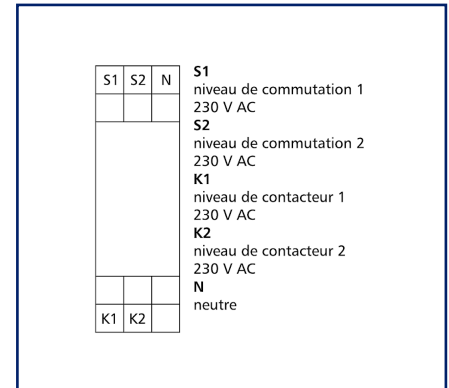 S1 S2 N
S1
niveau de commutation 1
230 V AC
S2
niveau de commutation 2
230 V AC
K1
niveau de contacteur 1
230 V AC
K2
niveau de contacteur 2
230 V AC
N
neutre
K1 K2